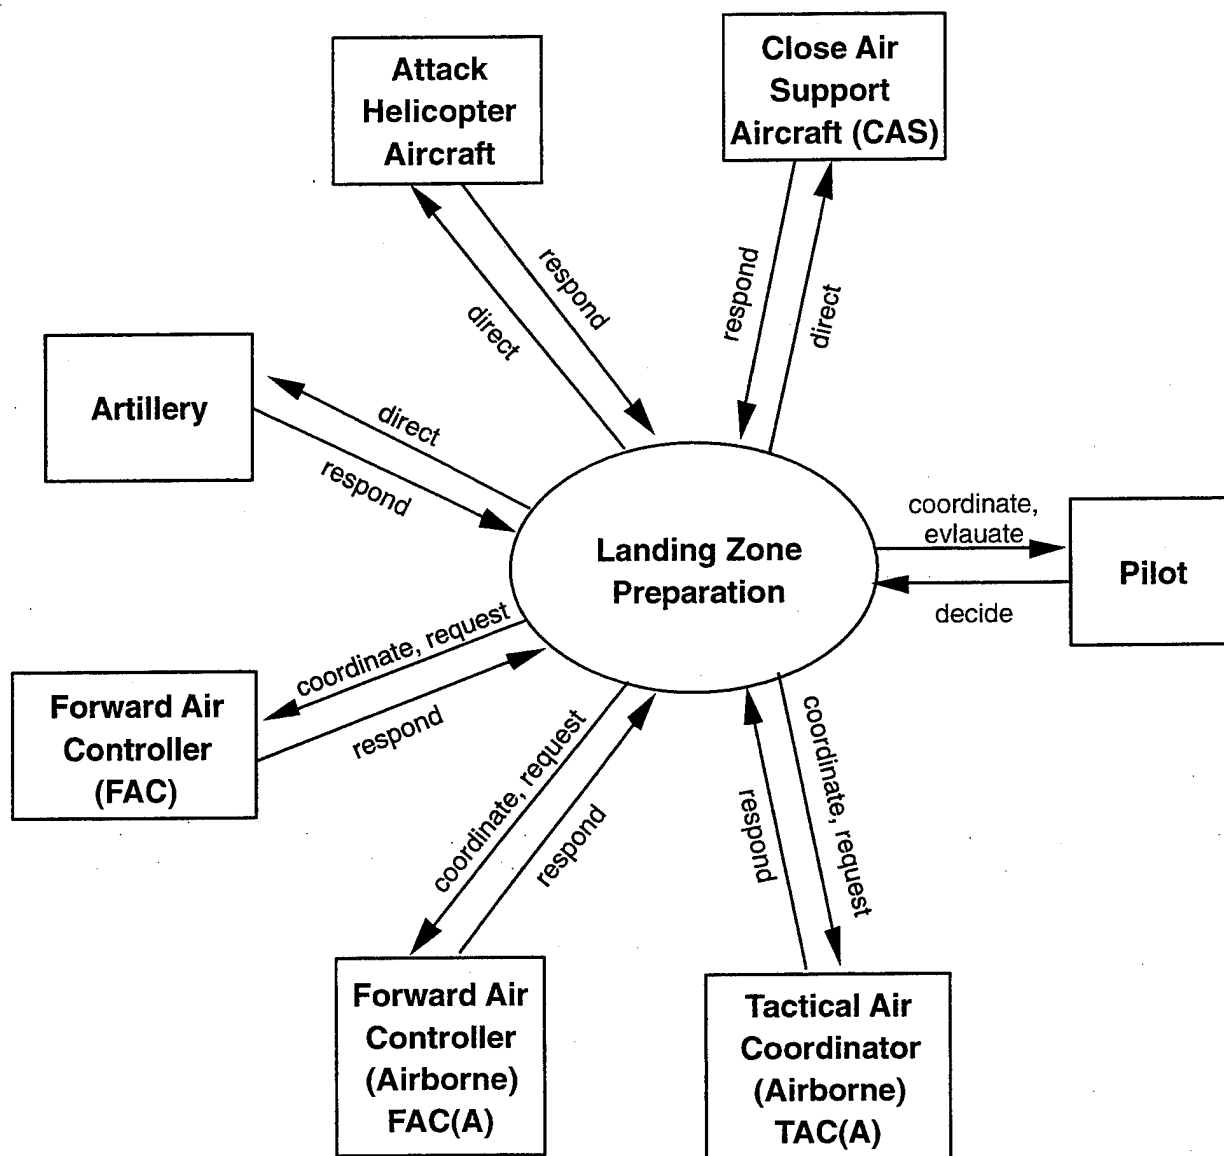 Attack
Helicopter
Aircraft
Close Air
Support
Aircraft (CAS)
respond
direct
respond
direct
Artillery
direct
respond
Landing Zone
Preparation
coordinate,
evlauate
decide
Pilot
coordinate, request
respond
Forward Air
Controller
(FAC)
coordinate, request
respond
respond
coordinate, request
Forward Air
Controller
(Airborne)
FAC(A)
Tactical Air
Coordinator
(Airborne)
TAC(A)